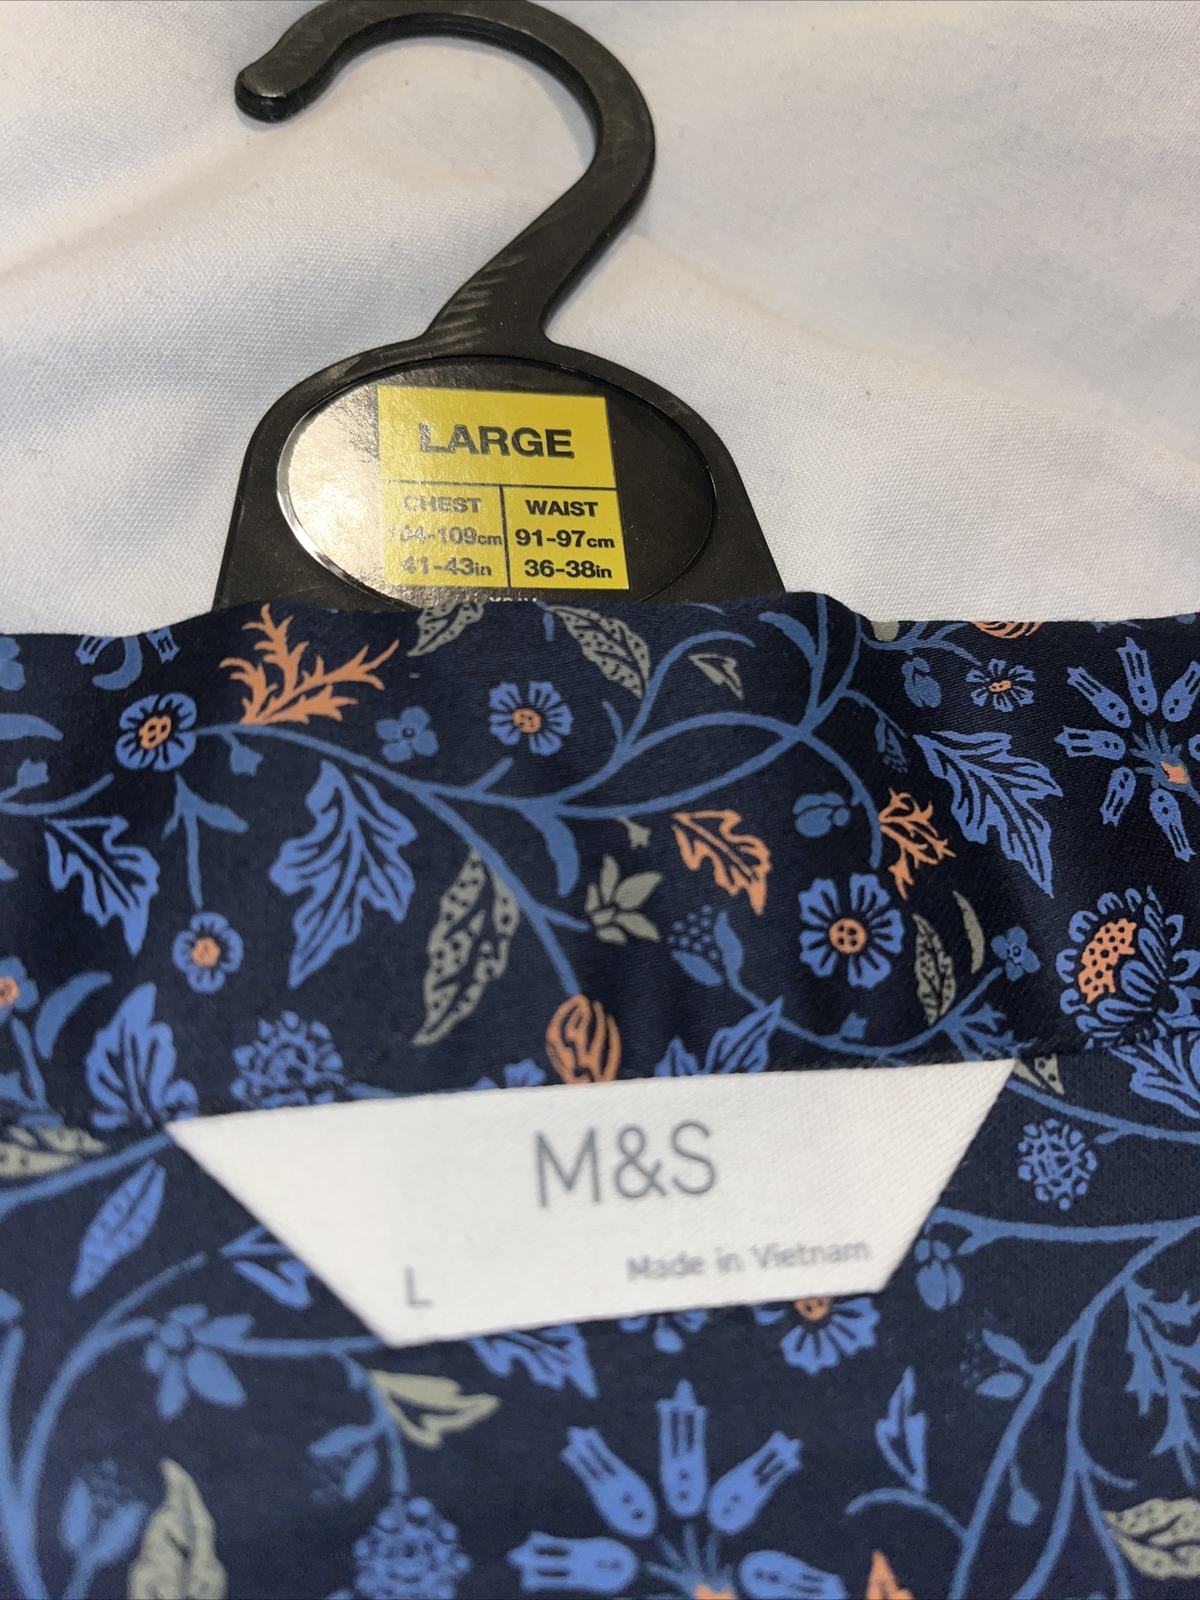 LARGE
CHEST WAIST
104-109cm 91-97cm
41-43in 36-38in
M&S
Made in Vietnam
L